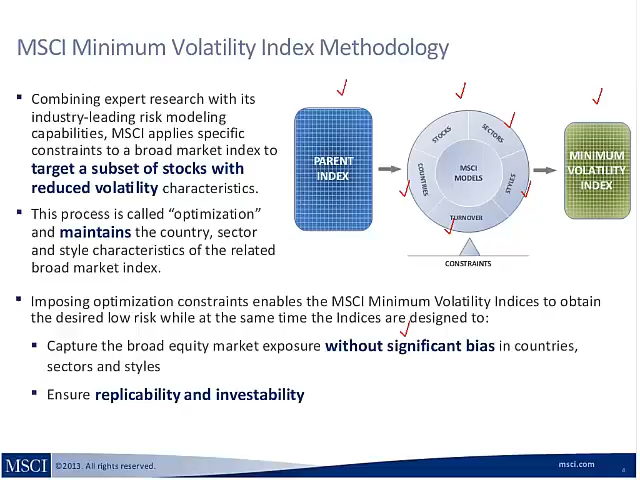 MSCI Minimum Volatility Index Methodology
▪ Combining expert research with its
industry-leading risk modeling
capabilities, MSCI applies specific
constraints to a broad market index to
target a subset of stocks with
reduced volatility characteristics.
▪ This process is called “optimization”
and maintains the country, sector
and style characteristics of the related
broad market index.
PARENT
INDEX
STOCKS
SECTORS
COUNTRIES
STYLES
TURNOVER
MSCI
MODELS
CONSTRAINTS
MINIMUM
VOLATILITY
INDEX
▪ Imposing optimization constraints enables the MSCI Minimum Volatility Indices to obtain
the desired low risk while at the same time the Indices are designed to:
▪ Capture the broad equity market exposure without significant bias in countries,
sectors and styles
▪ Ensure replicability and investability
MSCI
©2013. All rights reserved.
msci.com
4